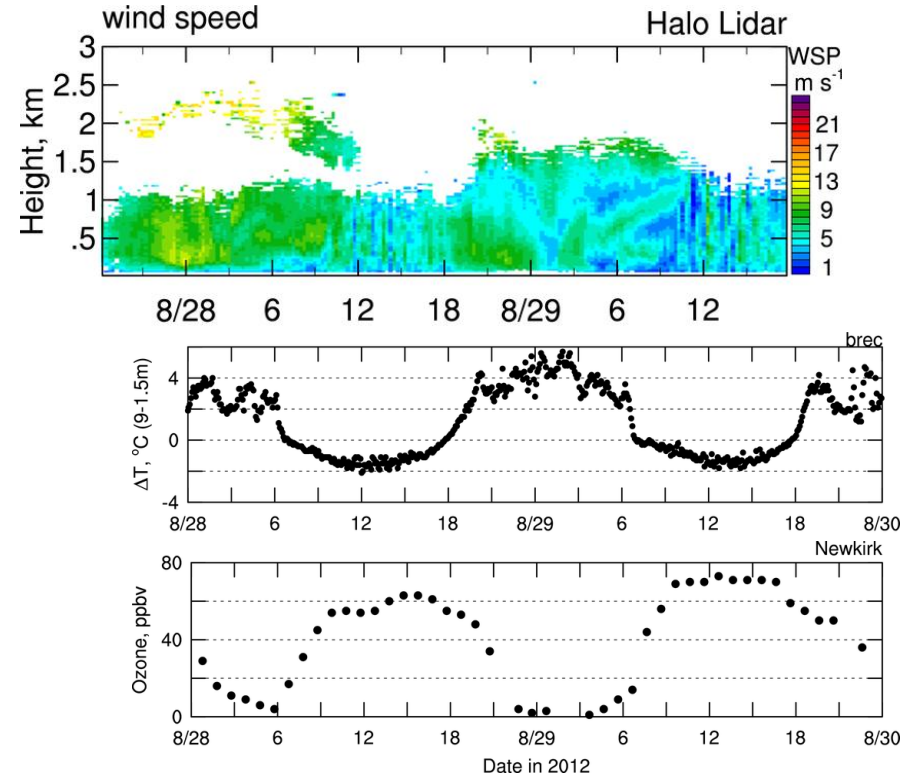 wind speed
Halo Lidar
WSP
m s-1
3
2.5
2
1.5
1
.5
Height, km
21
17
13
9
5
1
8/28 6 12 18 8/29 6 12
brec
4
0
-4
ΔT, °C (9-1.5m)
8/28 6 12 18 8/29 6 12 18 8/30
Newkirk
80
40
0
Ozone, ppbv
8/28 6 12 18 8/29 6 12 18 8/30
Date in 2012